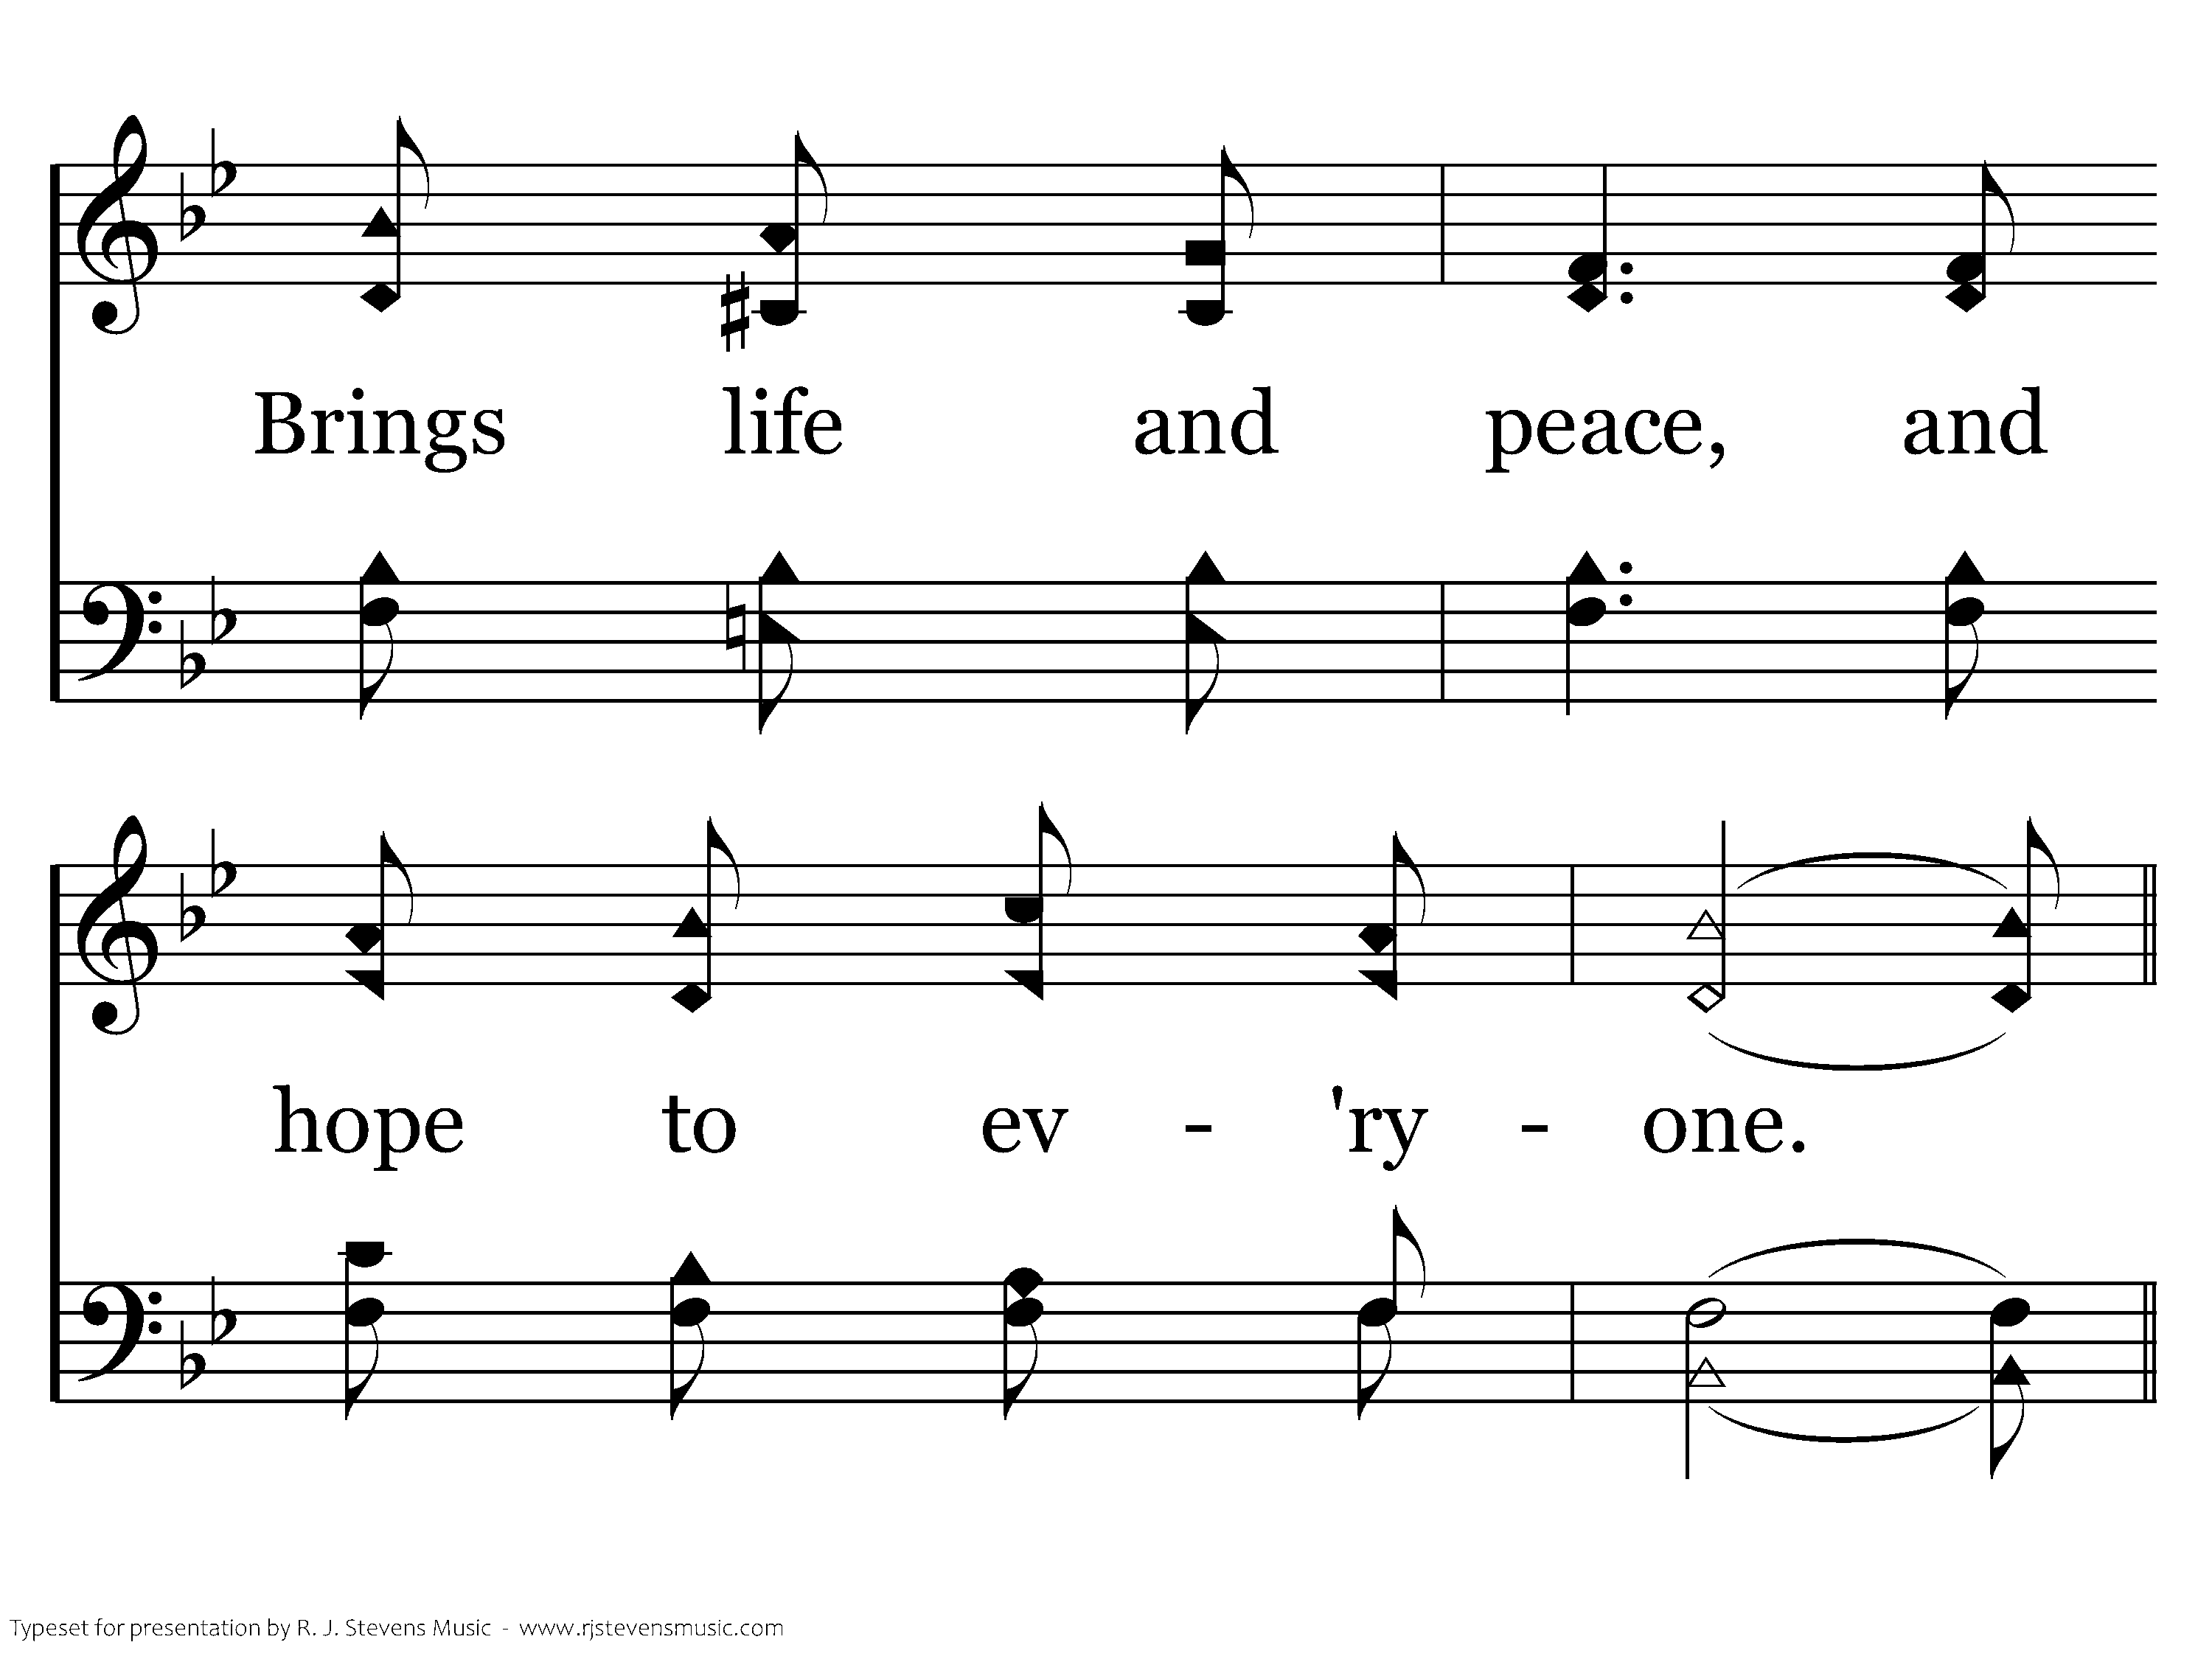 Brings life and peace, and
hope to ev - 'ry - one.
Typeset for presentation by R. J. Stevens Music - www.rjstevensmusic.com